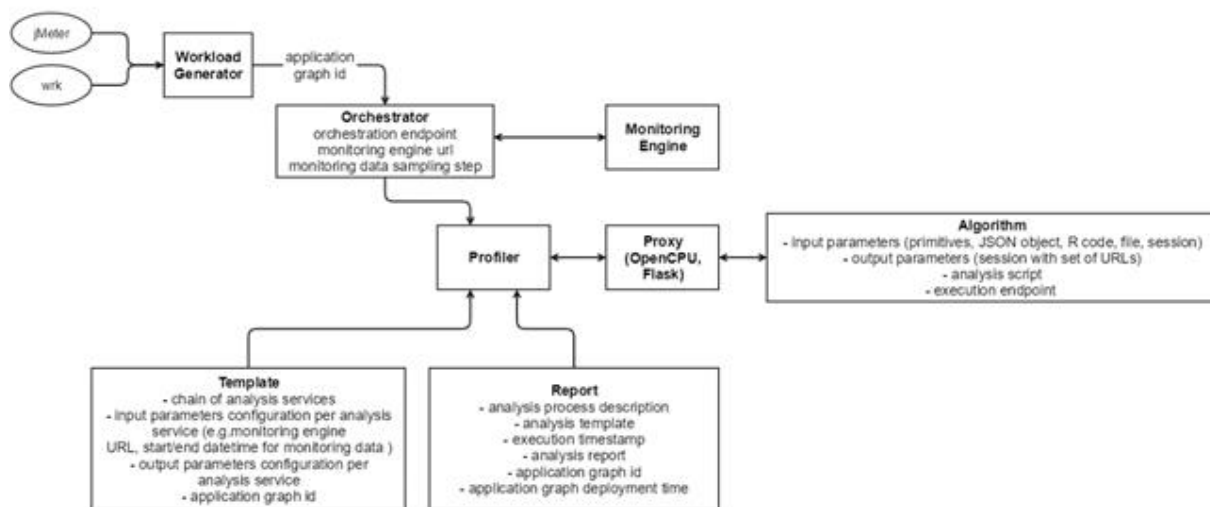 jMeter
wrk
Workload
Generator
application
graph id
Orchestrator
orchestration endpoint
monitoring engine url
monitoring data sampling step
Monitoring
Engine
Profiler
Proxy
(OpenCPU,
Flask)
Algorithm
- input parameters (primitives, JSON object, R code, file, session)
- output parameters (session with set of URLs)
- analysis script
- execution endpoint
Template
- chain of analysis services
- input parameters configuration per analysis
service (e.g.monitoring engine
URL, start/end datetime for monitoring data )
- output parameters configuration per
analysis service
- application graph id
Report
- analysis process description
- analysis template
- execution timestamp
- analysis report
- application graph id
- application graph deployment time